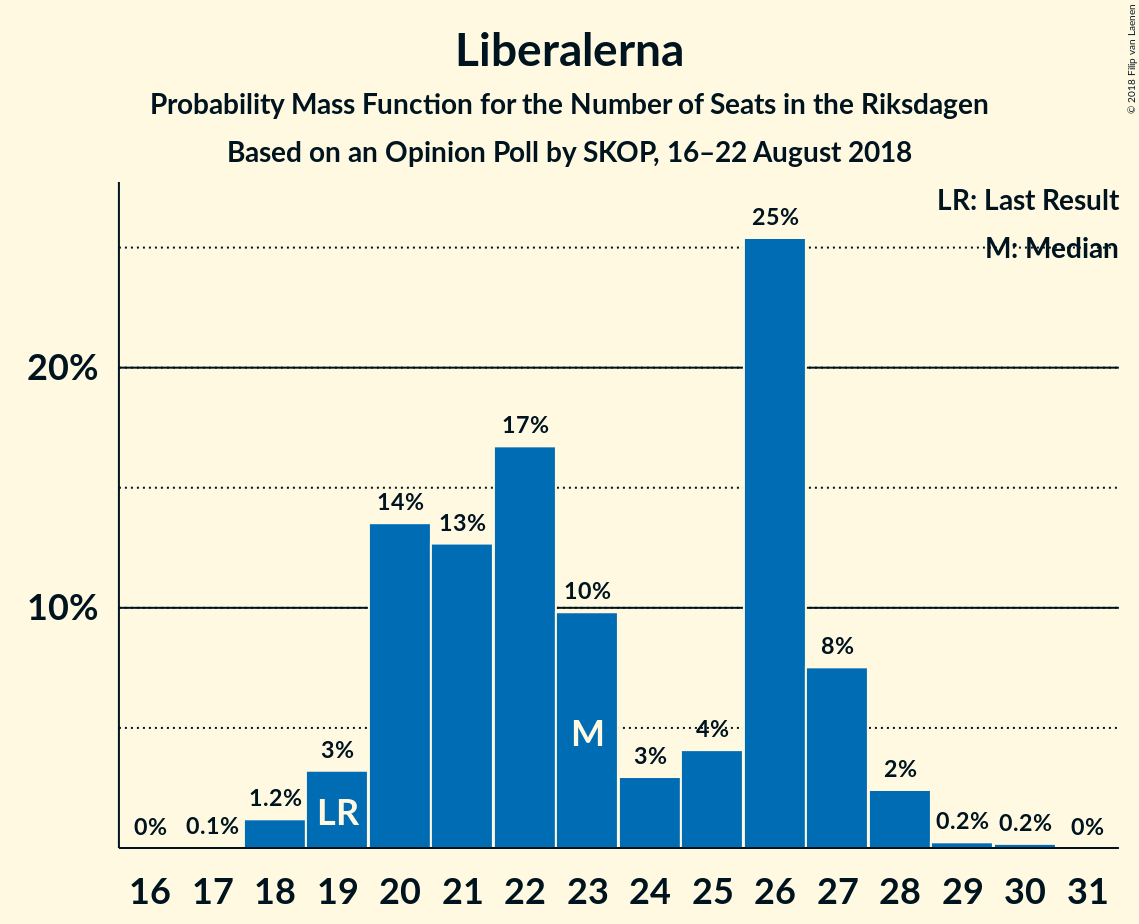 Liberalerna
Probability Mass Function for the Number of Seats in the Riksdagen
Based on an Opinion Poll by SKOP, 16–22 August 2018
© 2018 Filip van Laenen
LR: Last Result
M: Median
20%
10%
0%
0.1%
1.2%
3%
14%
13%
17%
10%
3%
4%
25%
8%
2%
0.2%
0.2%
0%
LR
M
16 17 18 19 20 21 22 23 24 25 26 27 28 29 30 31